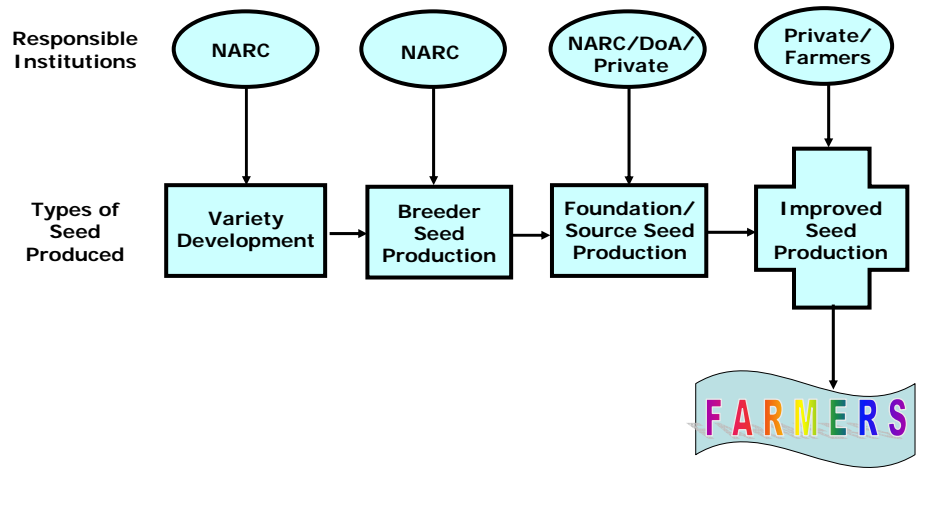 Responsible
Institutions
NARC
NARC
NARC/DoA/
Private
Private/
Farmers
Types of
Seed
Produced
Variety
Development
Breeder
Seed
Production
Foundation/
Source Seed
Production
Improved
Seed
Production
FARMERS